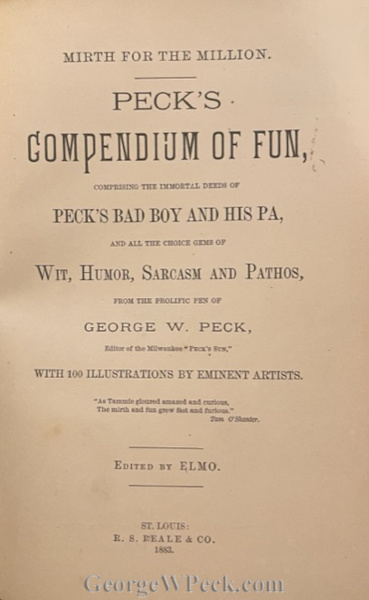 MIRTH FOR THE MILLION.
PECK'S
COMPENDIUM OF FUN,
COMPRISING THE IMMORTAL DEEDS OF
PECK'S BAD BOY AND HIS PA,
AND ALL THE CHOICE GEMS OF
WIT, HUMOR, SARCASM AND PATHOS,
FROM THE PROLIFIC PEN OF
GEORGE W. PECK,
Editor of the Milwaukee "PECK'S SUN,"
WITH 100 ILLUSTRATIONS BY EMINENT ARTISTS.
"As Tammie gloured amazed and curious,
The mirth and fun grew fast and furious."
Tam O'Shanter.
EDITED BY ELMO.
ST. LOUIS:
R. S. PEALE & CO.
1883.
GeorgeWPeck.com